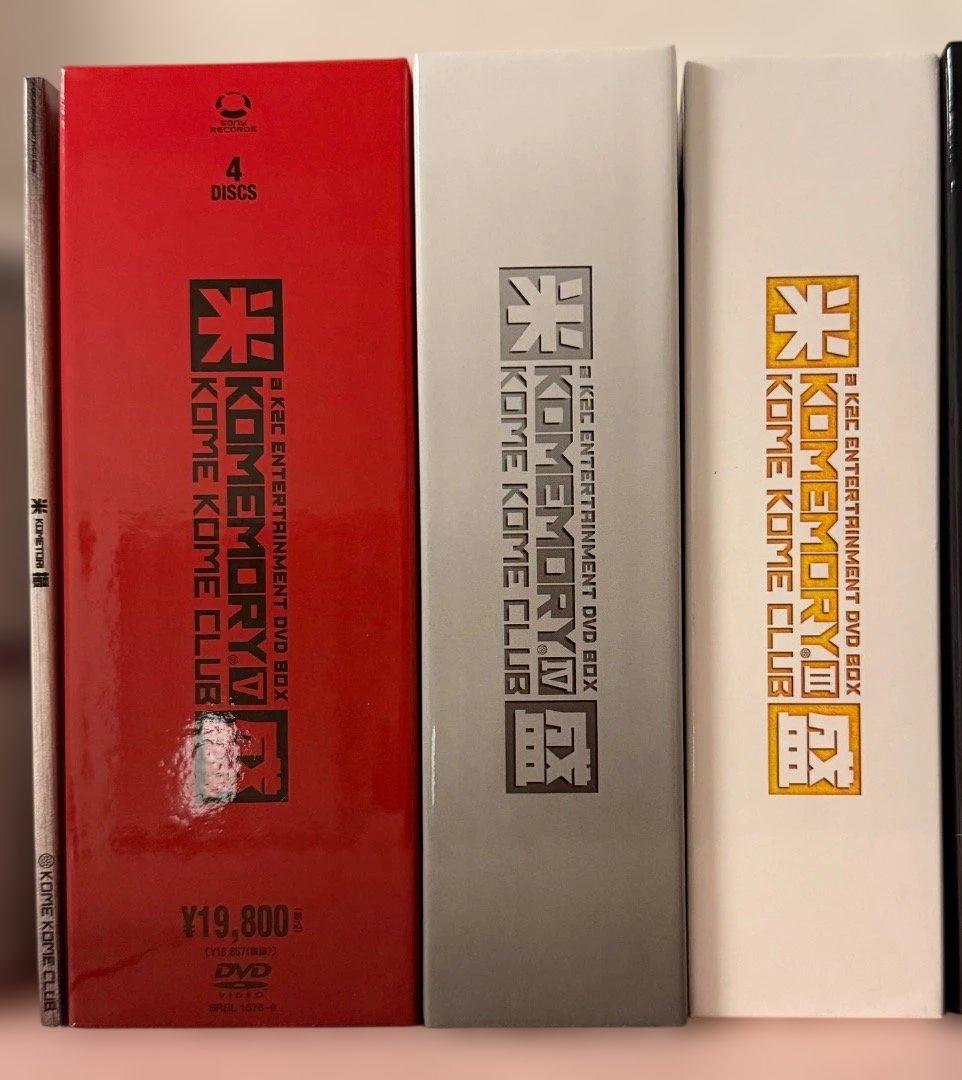 米 KOMETORI
KOME KOME CLUB
SONY
RECORDS
4
DISCS
米
a K2C ENTERTAINMENT DVD BOX
KOMEMORY® V
KOME KOME CLUB
盛
¥19,800
DVD
VIDEO
米
a K2C ENTERTAINMENT DVD BOX
KOMEMORY® IV
KOME KOME CLUB
盛
米
a K2C ENTERTAINMENT DVD BOX
KOMEMORY® III
KOME KOME CLUB
盛